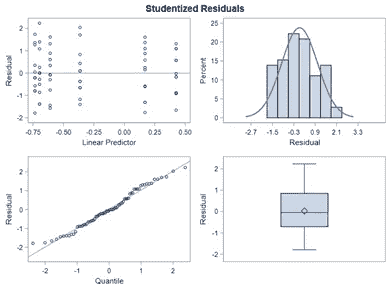 Studentized Residuals
Residual
2
1
0
-1
-2
-0.75 -0.50 -0.25 0.00 0.25 0.50
Linear Predictor
Percent
25
20
15
10
5
0
-2.7 -1.5 -0.3 0.9 2.1 3.3
Residual
Residual
2
1
0
-1
-2
-2 -1 0 1 2
Quantile
Residual
2
1
0
-1
-2